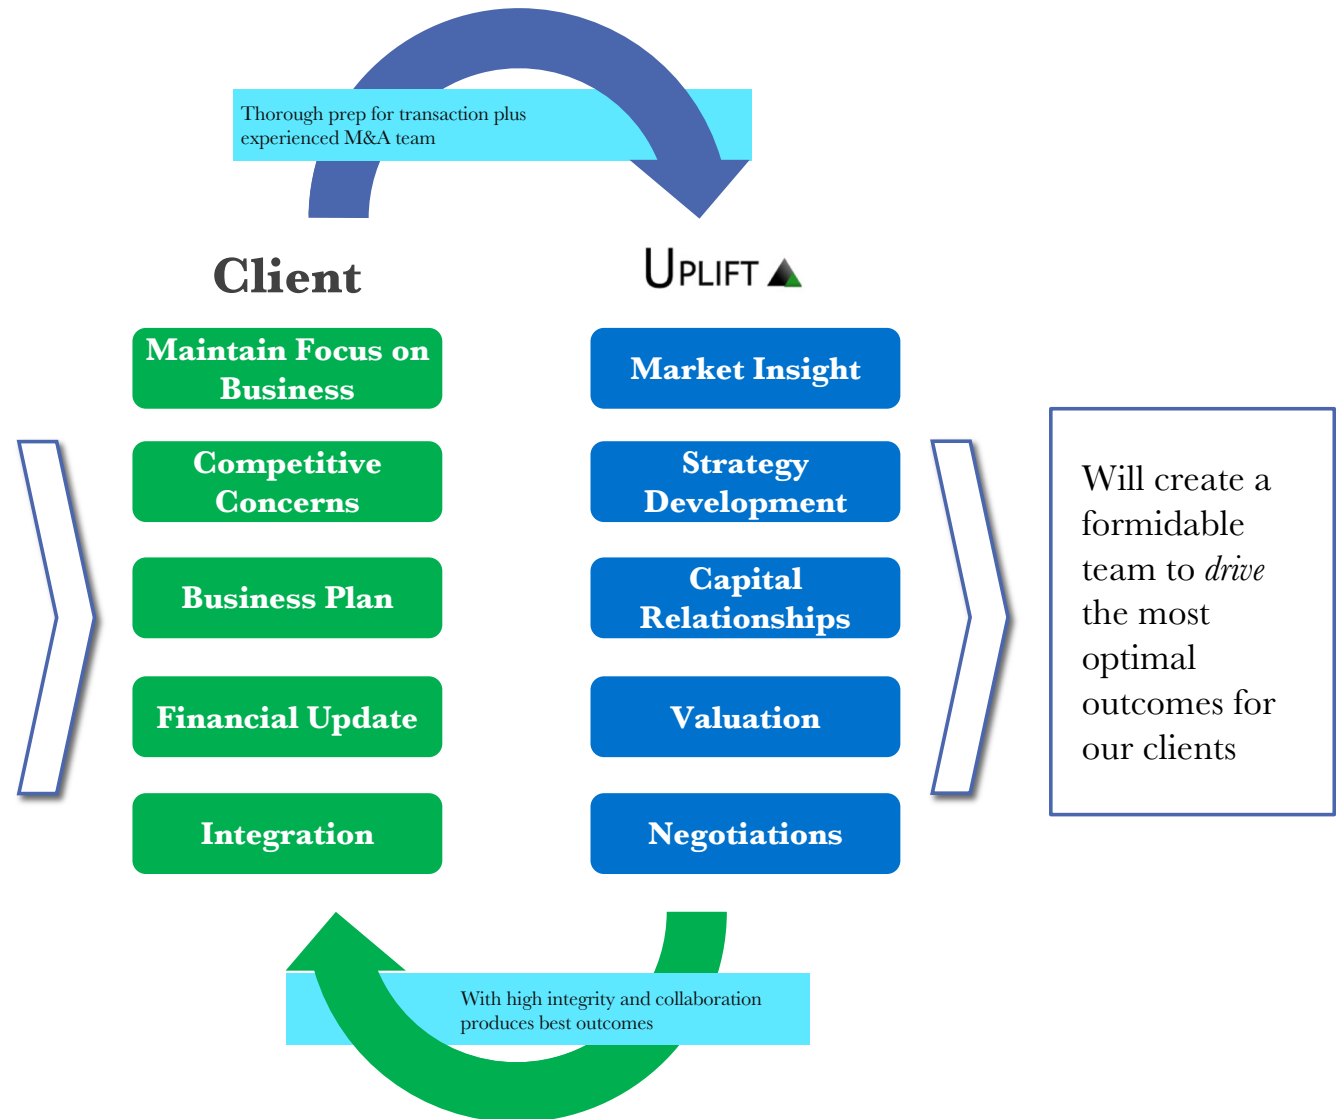 Thorough prep for transaction plus
experienced M&A team
Client
UPLIFT
Maintain Focus on
Business
Competitive
Concerns
Business Plan
Financial Update
Integration
Market Insight
Strategy
Development
Capital
Relationships
Valuation
Negotiations
Will create a
formidable
team to drive
the most
optimal
outcomes for
our clients
With high integrity and collaboration
produces best outcomes